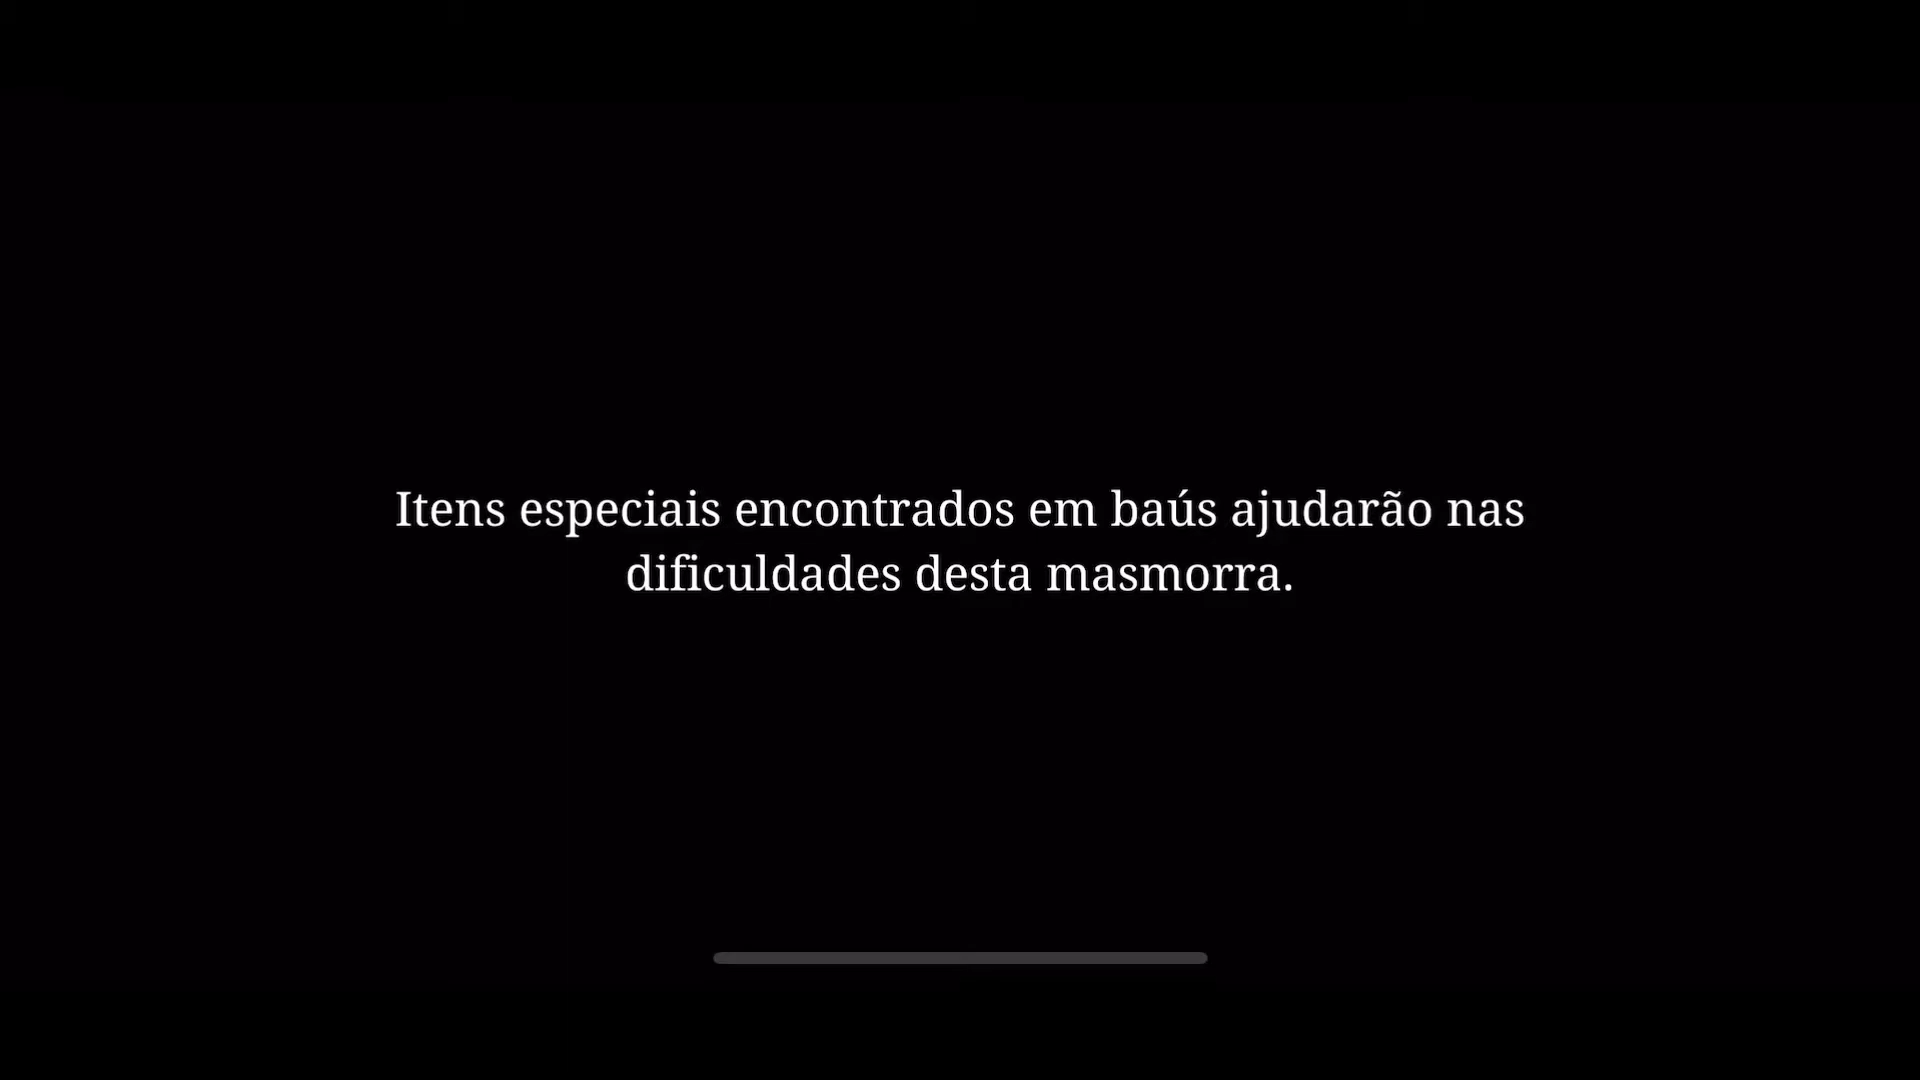 Itens especiais encontrados em baús ajudarão nas
dificuldades desta masmorra.